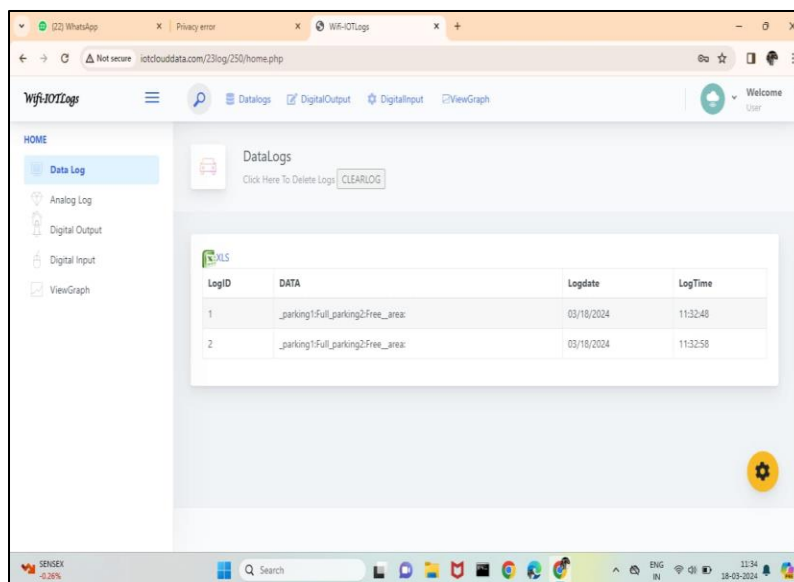 (22) WhatsApp
Privacy error
Wifi-IOTLogs
Not secure iotclouddata.com/23log/250/home.php
Wifi-IOTLogs
Datalogs DigitalOutput DigitalInput ViewGraph
Welcome
User
HOME
Data Log
Analog Log
Digital Output
Digital Input
ViewGraph
DataLogs
Click Here To Delete Logs CLEARLOG
XLS
LogID DATA Logdate LogTime
1 _parking1:Full_parking2:Free__area: 03/18/2024 11:32:48
2 _parking1:Full_parking2:Free__area: 03/18/2024 11:32:58
SENSEX
-0.26%
Search
ENG
IN
11:34
18-03-2024